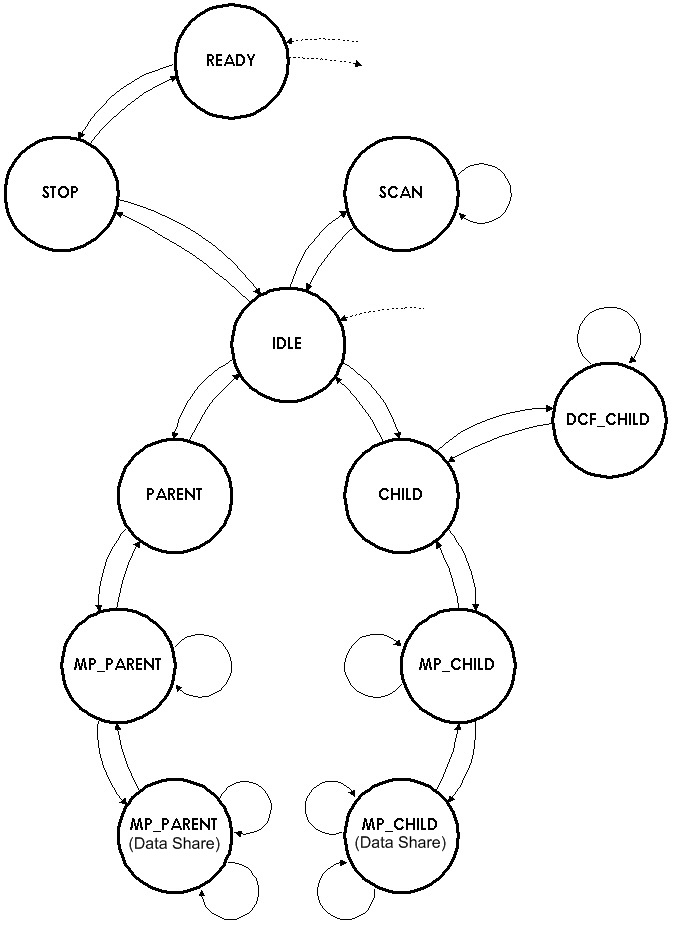 READY
STOP
SCAN
IDLE
DCF_CHILD
PARENT
CHILD
MP_PARENT
MP_CHILD
MP_PARENT
(Data Share)
MP_CHILD
(Data Share)